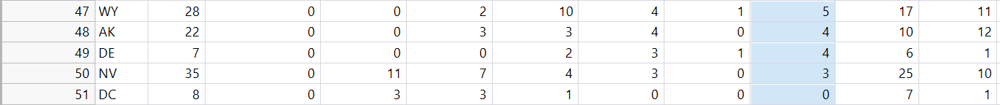 47 WY 28 0 0 2 10 4 1 5 17 11
48 AK 22 0 0 3 3 4 0 4 10 12
49 DE 7 0 0 0 2 3 1 4 6 1
50 NV 35 0 11 7 4 3 0 3 25 10
51 DC 8 0 3 3 1 0 0 0 7 1